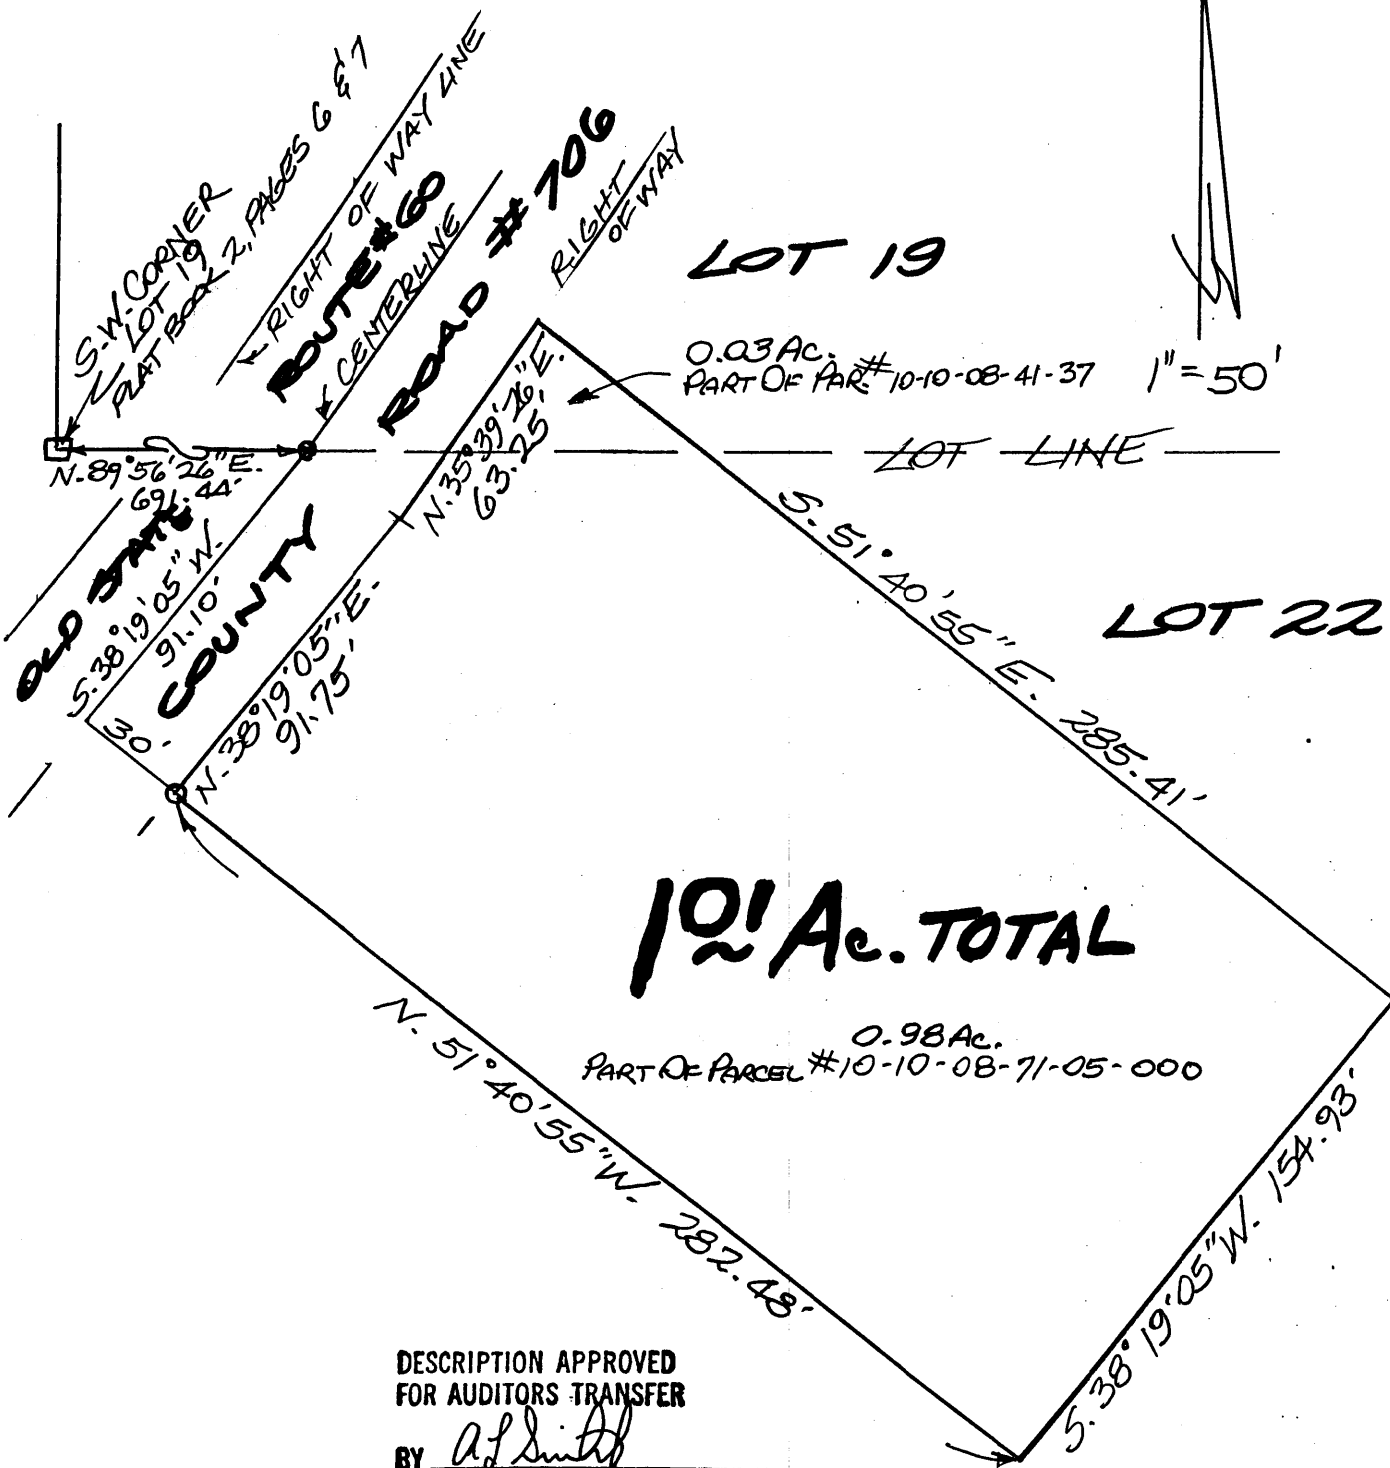 S.W. CORNER
LOT 19
PLAT BOOK 2, PAGES 6 & 7
RIGHT OF WAY LINE
ROUTE #60
CENTERLINE
ROAD #706
RIGHT
OF WAY
LOT 19
0.03 Ac.
PART OF PAR.# 10-10-08-41-37
1" = 50'
LOT LINE
N. 89°56'26" E.
691.44'
N. 35°39'26" E.
63.25'
OLD STATE
S. 38°19'05" W.
91.10'
COUNTY
N. 38°19'05" E.
91.75'
30'
S. 51°40'55" E. 285.41'
LOT 22
1.01 Ac. TOTAL
0.98 Ac.
PART OF PARCEL #10-10-08-71-05-000
N. 51°40'55" W. 282.48'
S. 38°19'05" W. 154.93'
DESCRIPTION APPROVED
FOR AUDITORS TRANSFER
BY A L Smith